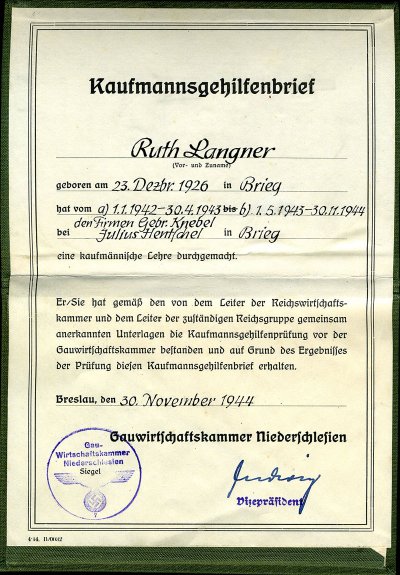 Kaufmannsgehilfenbrief
Ruth Langner
(Vor- und Zuname)
geboren am 23. Dezbr. 1926 in Brieg
hat vom a) 1.1.1942–30.4.1943 bis b) 1.5.1943–30.11.1944
den Firmen Gebr. Knebel
bei Julius Hentschel in Brieg
eine kaufmännische Lehre durchgemacht.
Er/Sie hat gemäß den von dem Leiter der Reichswirtschafts-
kammer und dem Leiter der zuständigen Reichsgruppe gemeinsam
anerkannten Unterlagen die Kaufmannsgehilfenprüfung vor der
Gauwirtschaftskammer bestanden und auf Grund des Ergebnisses
der Prüfung diesen Kaufmannsgehilfenbrief erhalten.
Breslau, den 30. November 1944
Gauwirtschaftskammer Niederschlesien
Gau-
Wirtschaftskammer
Niederschlesien
Siegel
Vizepräsident